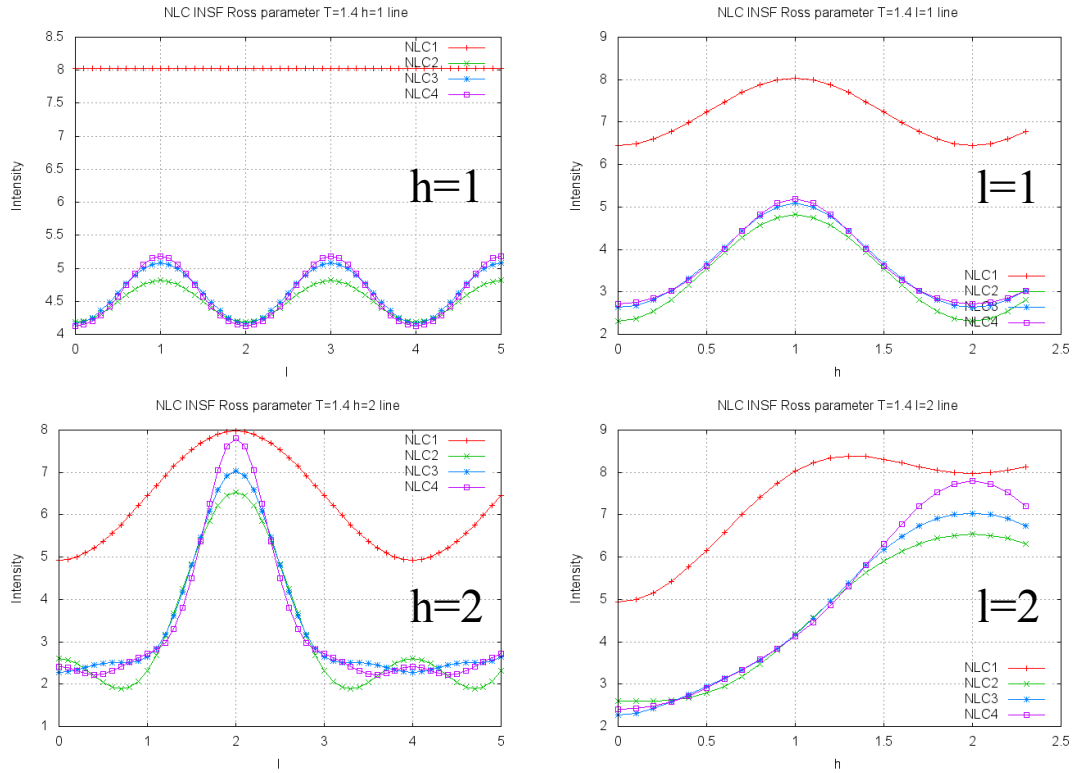 NLC INSF Ross parameter T=1.4 h=1 line
8.5
8
7.5
7
6.5
6
5.5
5
4.5
4
Intensity
NLC1
NLC2
NLC3
NLC4
h=1
0 1 2 3 4 5
l
NLC INSF Ross parameter T=1.4 l=1 line
9
8
7
6
5
4
3
2
Intensity
l=1
NLC1
NLC2
NLC3
NLC4
0 0.5 1 1.5 2 2.5
h
NLC INSF Ross parameter T=1.4 h=2 line
8
7
6
5
4
3
2
1
Intensity
NLC1
NLC2
NLC3
NLC4
h=2
0 1 2 3 4 5
l
NLC INSF Ross parameter T=1.4 l=2 line
9
8
7
6
5
4
3
2
Intensity
l=2
NLC1
NLC2
NLC3
NLC4
0 0.5 1 1.5 2 2.5
h